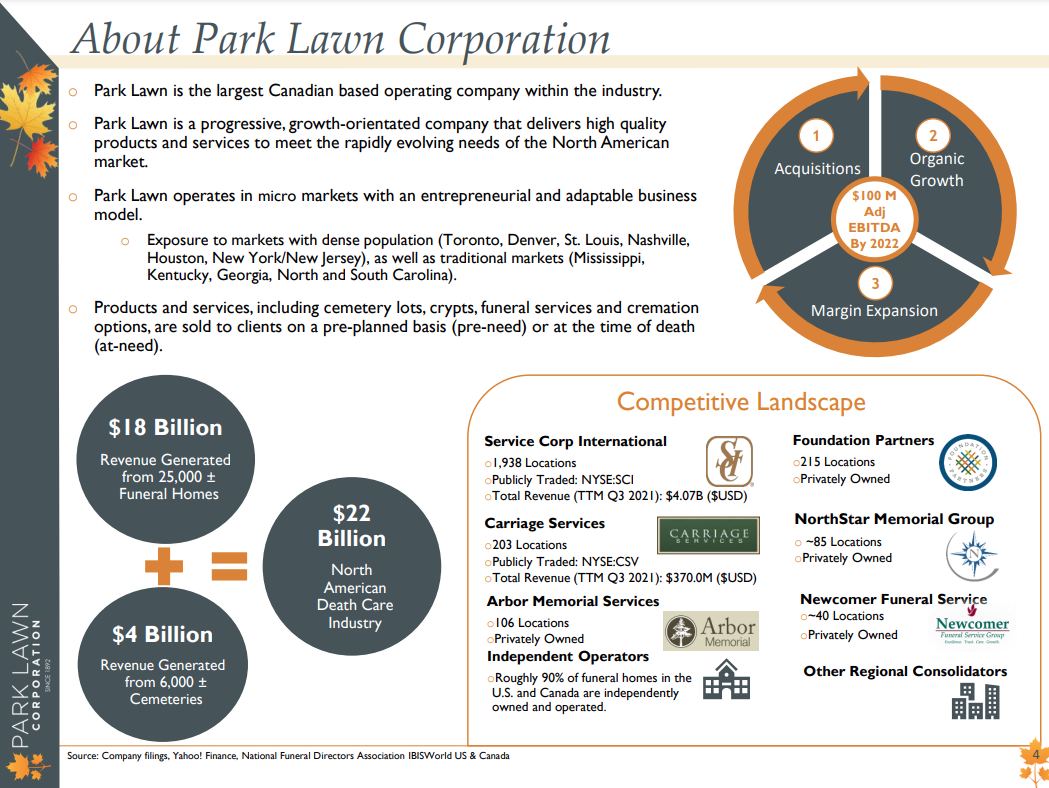 About Park Lawn Corporation
○ Park Lawn is the largest Canadian based operating company within the industry.
○ Park Lawn is a progressive, growth-orientated company that delivers high quality
products and services to meet the rapidly evolving needs of the North American
market.
○ Park Lawn operates in micro markets with an entrepreneurial and adaptable business
model.
○ Exposure to markets with dense population (Toronto, Denver, St. Louis, Nashville,
Houston, New York/New Jersey), as well as traditional markets (Mississippi,
Kentucky, Georgia, North and South Carolina).
○ Products and services, including cemetery lots, crypts, funeral services and cremation
options, are sold to clients on a pre-planned basis (pre-need) or at the time of death
(at-need).
1
Acquisitions
2
Organic
Growth
$100 M
Adj
EBITDA
By 2022
3
Margin Expansion
$18 Billion
Revenue Generated
from 25,000 ±
Funeral Homes
$4 Billion
Revenue Generated
from 6,000 ±
Cemeteries
$22
Billion
North
American
Death Care
Industry
Competitive Landscape
Service Corp International
○1,938 Locations
○Publicly Traded: NYSE:SCI
○Total Revenue (TTM Q3 2021): $4.07B ($USD)
SCI
Carriage Services
○203 Locations
○Publicly Traded: NYSE:CSV
○Total Revenue (TTM Q3 2021): $370.0M ($USD)
CARRIAGE
SERVICES
Arbor Memorial Services
○106 Locations
○Privately Owned
Arbor
Memorial
Independent Operators
○Roughly 90% of funeral homes in the
U.S. and Canada are independently
owned and operated.
Foundation Partners
○215 Locations
○Privately Owned
FOUNDATION
PARTNERS
NorthStar Memorial Group
○ ~85 Locations
○Privately Owned
N
Newcomer Funeral Service
○~40 Locations
○Privately Owned
Newcomer
Funeral Service Group
Other Regional Consolidators
PARK LAWN
CORPORATION
SINCE 1892
Source: Company filings, Yahoo! Finance, National Funeral Directors Association IBISWorld US & Canada
4